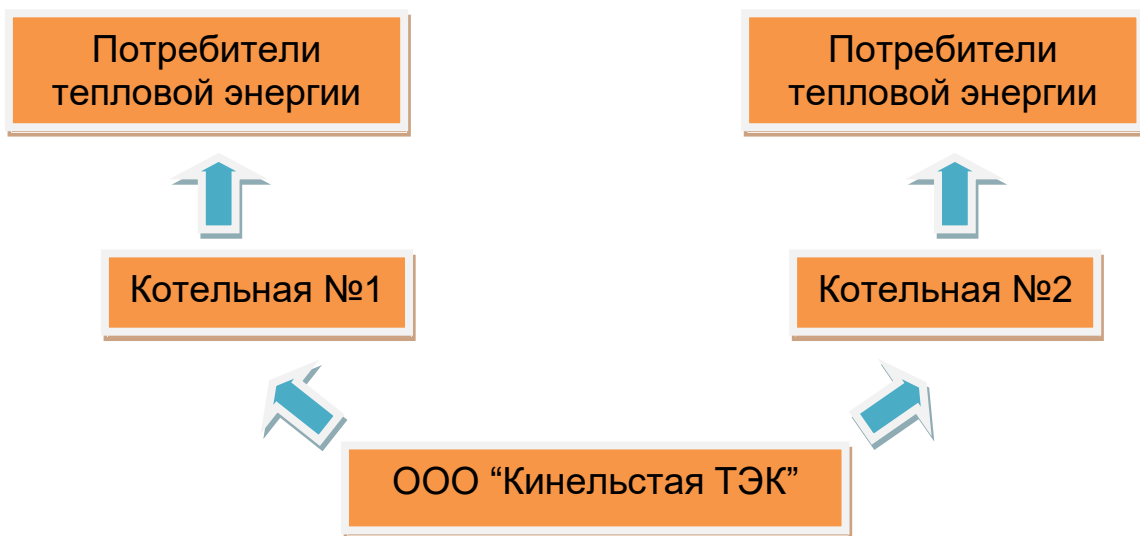 Потребители
тепловой энергии
Потребители
тепловой энергии
Котельная №1
Котельная №2
ООО “Кинельстая ТЭК”